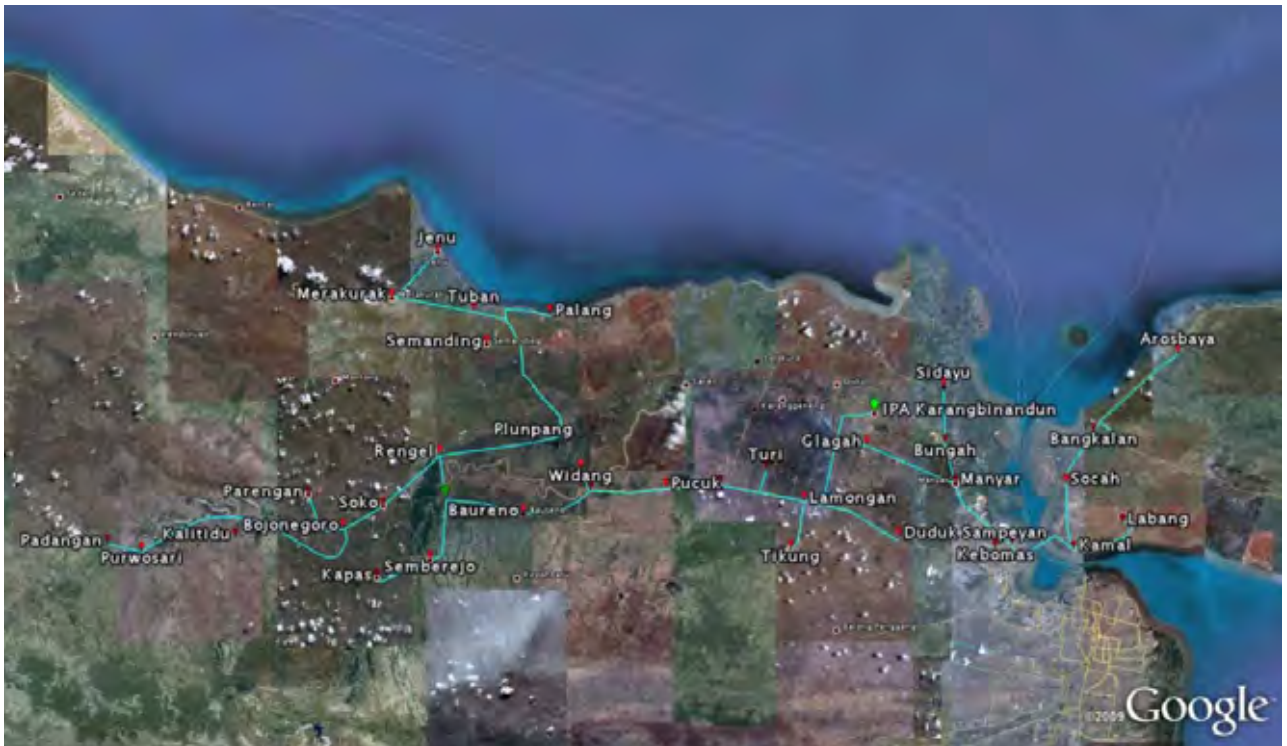 Jenu
Merakurak
Tuban
Palang
Semanding
Arosbaya
Sidayu
IPA Karangbinandun
Plunpang
Glagah
Bungah
Bangkalan
Rengel
Widang
Turi
Pucuk
Manyar
Socah
Parengan
Soko
Baureno
Lamongan
Labang
Padangan
Kalitidu
Bojonegoro
Duduk Sampeyan
Purwosari
Semberejo
Tikung
Kebomas
Kamal
Kapas
©2009 Google